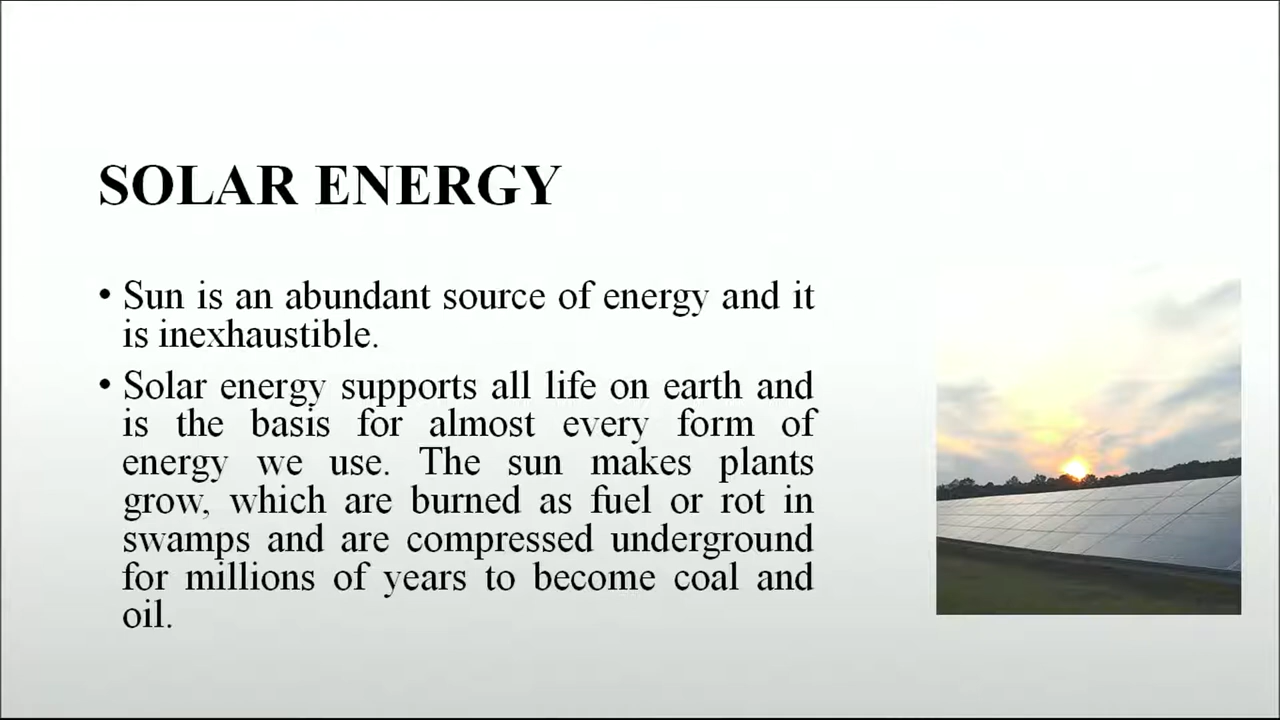 SOLAR ENERGY
• Sun is an abundant source of energy and it
is inexhaustible.
• Solar energy supports all life on earth and
is the basis for almost every form of
energy we use. The sun makes plants
grow, which are burned as fuel or rot in
swamps and are compressed underground
for millions of years to become coal and
oil.